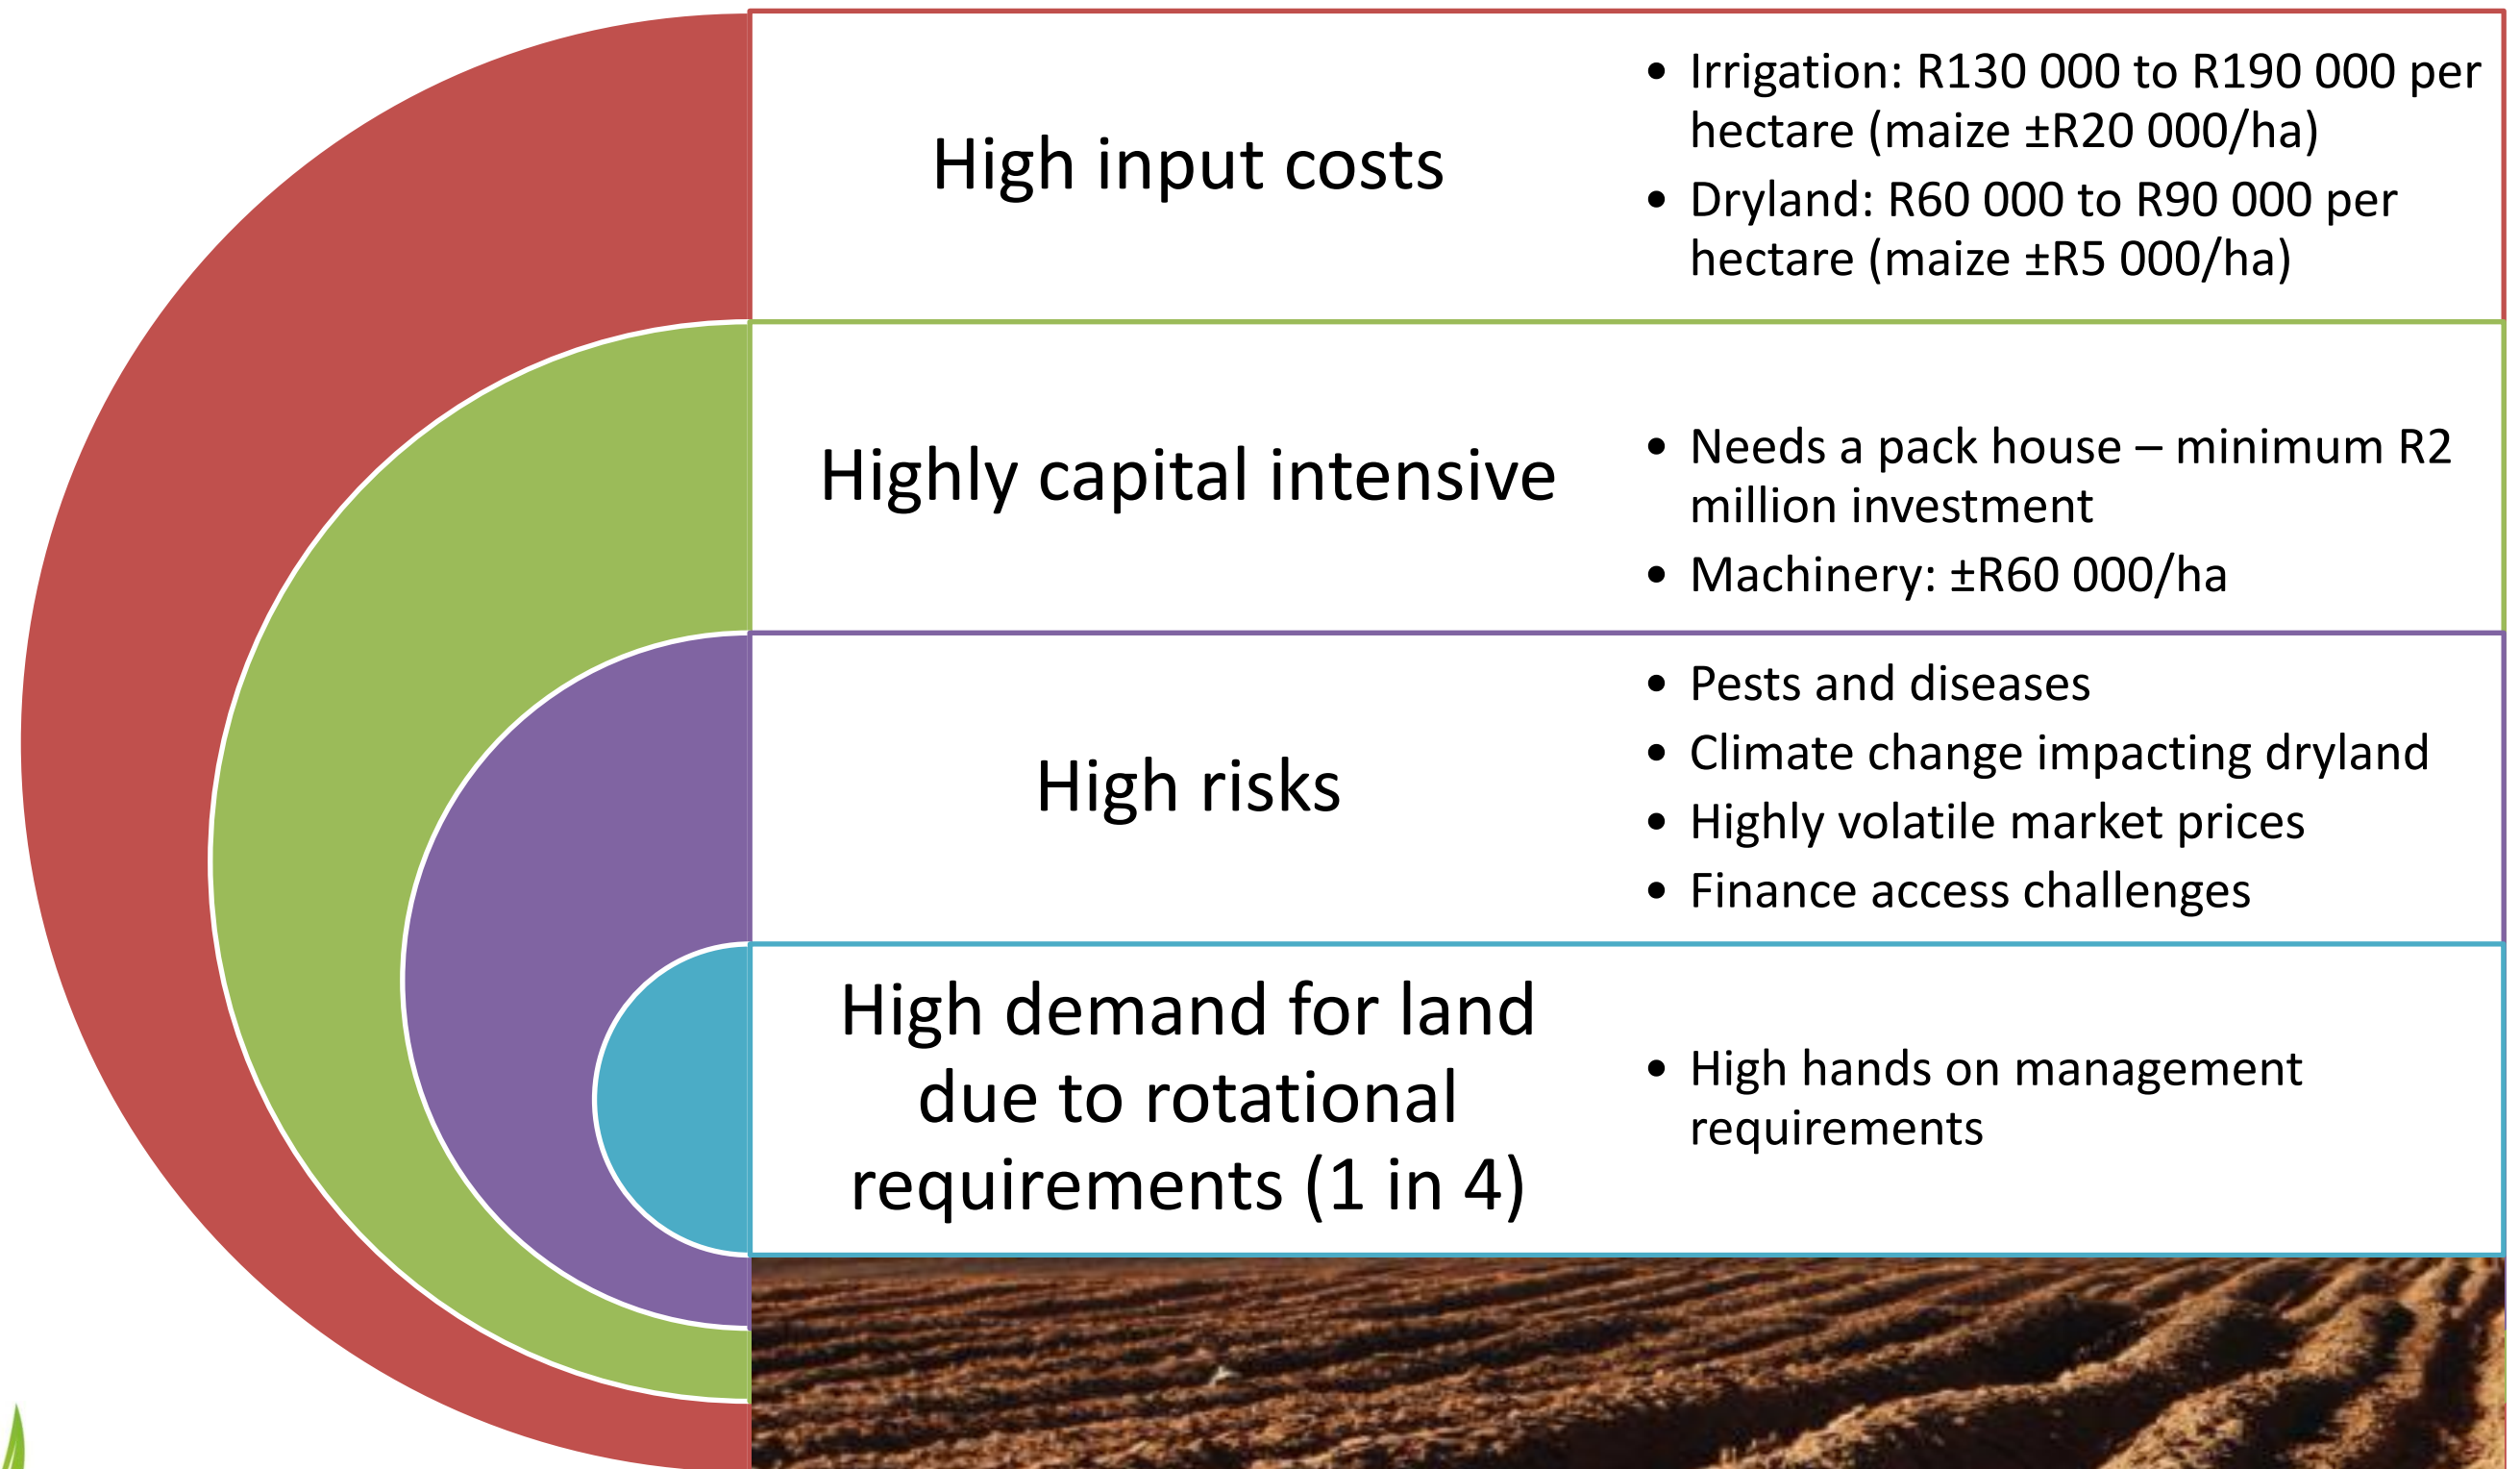 High input costs
• Irrigation: R130 000 to R190 000 per
hectare (maize ±R20 000/ha)
• Dryland: R60 000 to R90 000 per
hectare (maize ±R5 000/ha)
Highly capital intensive
• Needs a pack house – minimum R2
million investment
• Machinery: ±R60 000/ha
High risks
• Pests and diseases
• Climate change impacting dryland
• Highly volatile market prices
• Finance access challenges
High demand for land
due to rotational
requirements (1 in 4)
• High hands on management
requirements